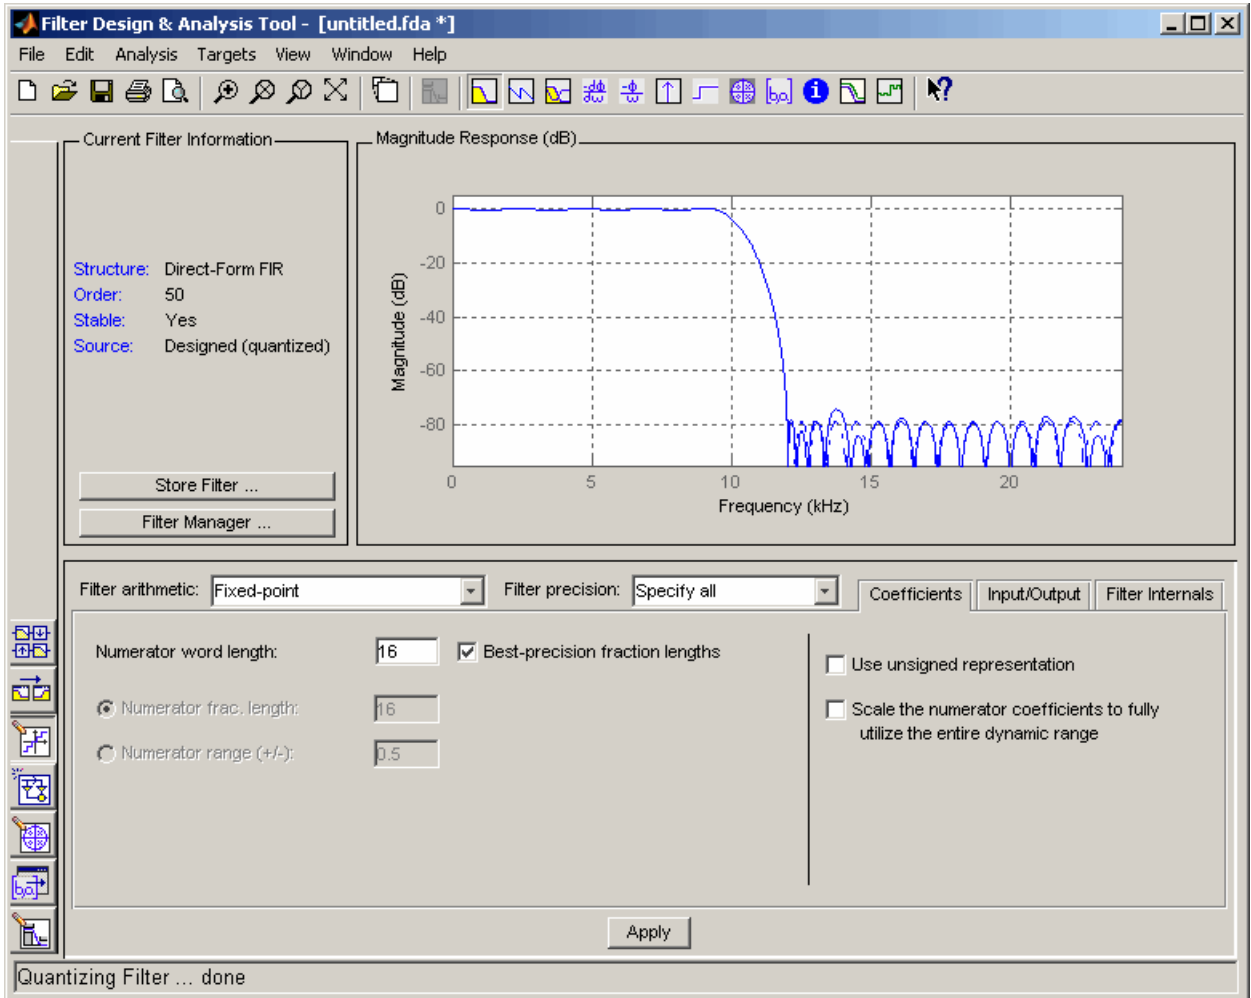 Filter Design & Analysis Tool - [untitled.fda *]
File Edit Analysis Targets View Window Help
Current Filter Information
Structure: Direct-Form FIR
Order: 50
Stable: Yes
Source: Designed (quantized)
Store Filter ...
Filter Manager ...
Magnitude Response (dB)
Magnitude (dB)
0
-20
-40
-60
-80
0 5 10 15 20
Frequency (kHz)
Filter arithmetic: Fixed-point Filter precision: Specify all Coefficients Input/Output Filter Internals
Numerator word length: 16 Best-precision fraction lengths
Numerator frac. length: 16
Numerator range (+/-): 0.5
Use unsigned representation
Scale the numerator coefficients to fully
utilize the entire dynamic range
Apply
Quantizing Filter ... done